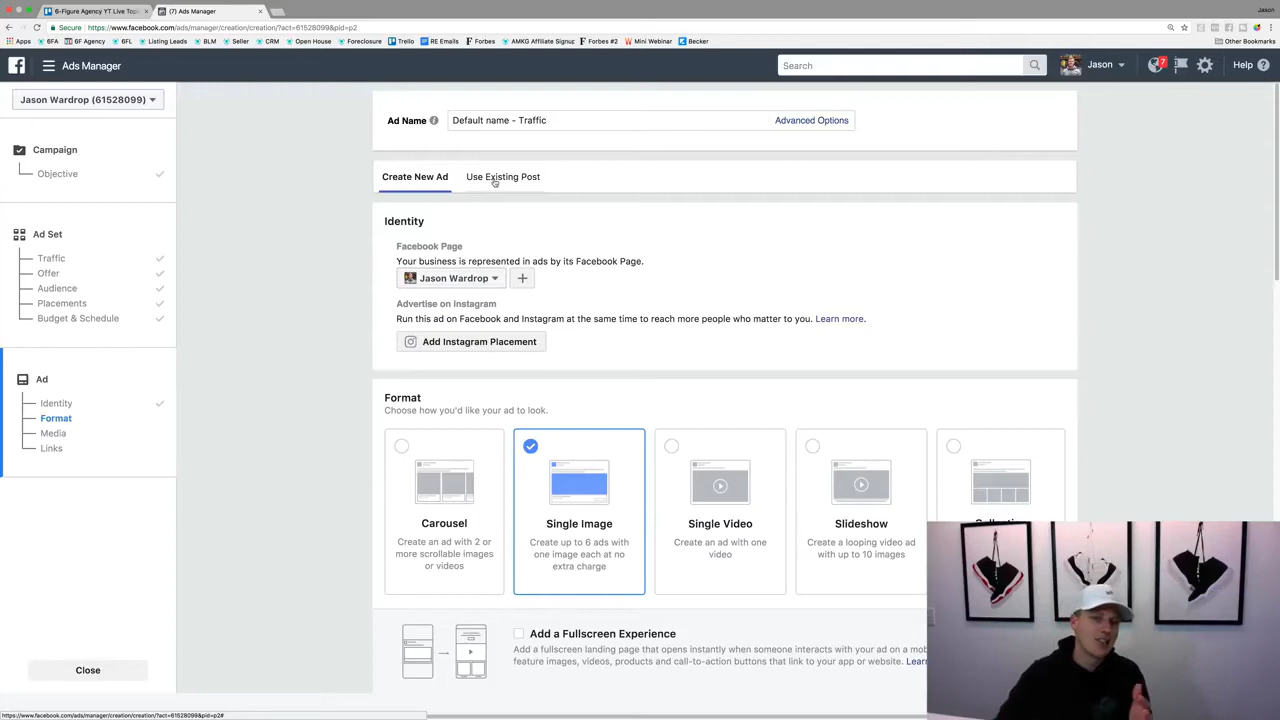 6-Figure Agency YT Live Topi
(7) Ads Manager
Jason
Secure
https://www.facebook.com/ads/manager/creation/creation/?act=61528099&pid=p2
Apps
6FA
6F Agency
6FL
Listing Leads
BLM
Seller
CRM
Open House
Foreclosure
Trello
RE Emails
Forbes
AMKG Affiliate Signup
Forbes #2
Mini Webinar
Becker
Other Bookmarks
Ads Manager
Search
Jason
7
Help
Jason Wardrop (61528099)
Campaign
Objective
Ad Set
Traffic
Offer
Audience
Placements
Budget & Schedule
Ad
Identity
Format
Media
Links
Close
Ad Name
Default name - Traffic
Advanced Options
Create New Ad
Use Existing Post
Identity
Facebook Page
Your business is represented in ads by its Facebook Page.
Jason Wardrop
Advertise on Instagram
Run this ad on Facebook and Instagram at the same time to reach more people who matter to you. Learn more.
Add Instagram Placement
Format
Choose how you'd like your ad to look.
Carousel
Create an ad with 2 or
more scrollable images
or videos
Single Image
Create up to 6 ads with
one image each at no
extra charge
Single Video
Create an ad with one
video
Slideshow
Create a looping video ad
with up to 10 images
Add a Fullscreen Experience
Add a fullscreen landing page that opens instantly when someone interacts with your ad on a mo
feature images, videos, products and call-to-action buttons that link to your app or website. Lear
https://www.facebook.com/ads/manager/creation/creation/?act=61528099&pid=p2#